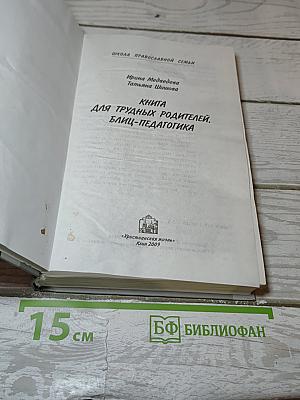 ШКОЛА ПРАВОСЛАВНОЙ СЕМЬИ
Ирина Медведева
Татьяна Шишова
КНИГА
ДЛЯ ТРУДНЫХ РОДИТЕЛЕЙ.
БЛИЦ-ПЕДАГОГИКА
«Христианская жизнь»
Клин 2009
15 см
БФ БИБЛИОФАН